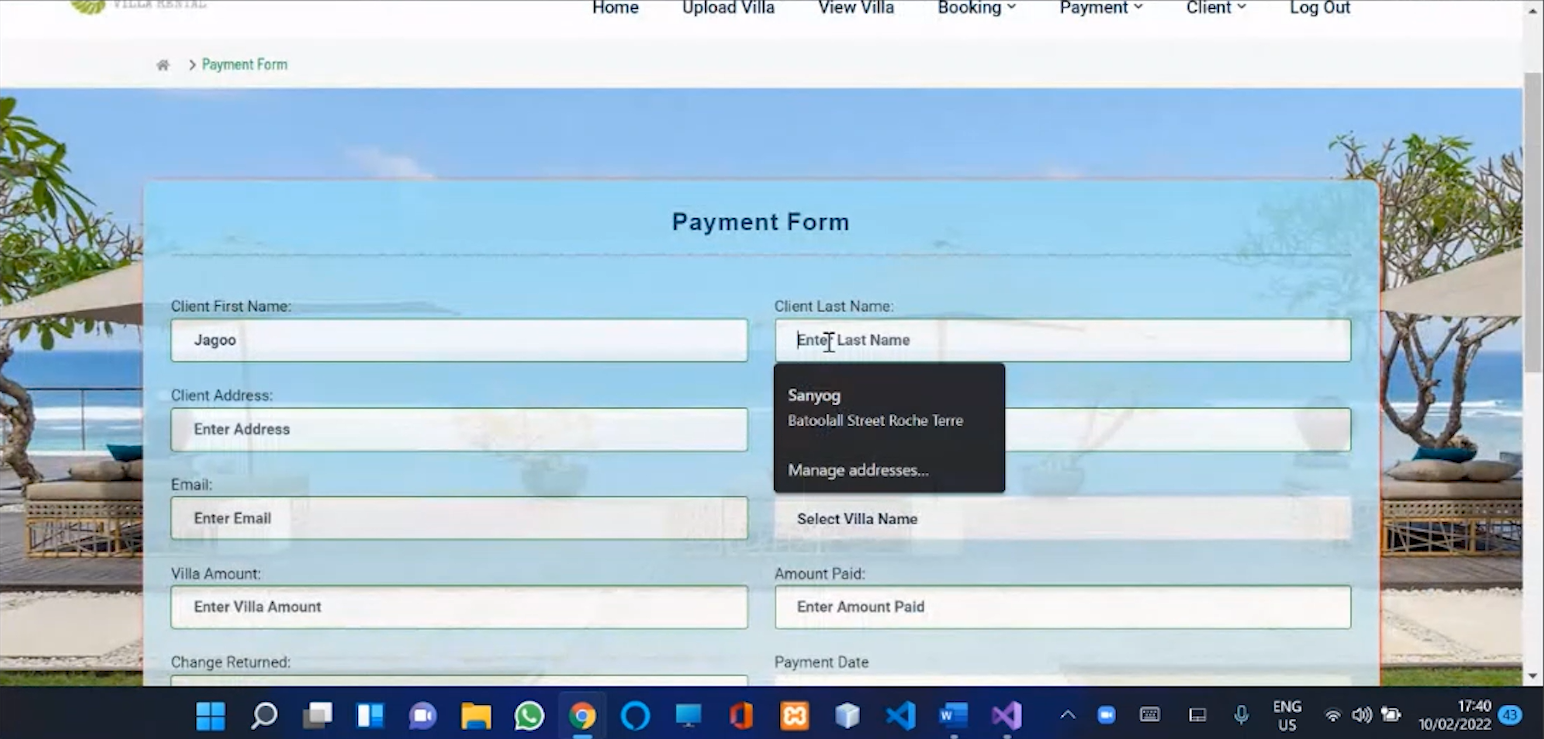 VILLA RENTAL
Home Upload Villa View Villa Booking Payment Client Log Out
Payment Form
Payment Form
Client First Name: Client Last Name:
Jagoo Enter Last Name
Sanyog
Client Address:
Batoolall Street Roche Terre
Enter Address
Manage addresses...
Email:
Enter Email Select Villa Name
Villa Amount: Amount Paid:
Enter Villa Amount Enter Amount Paid
Change Returned: Payment Date
ENG 17:40
US 10/02/2022 43